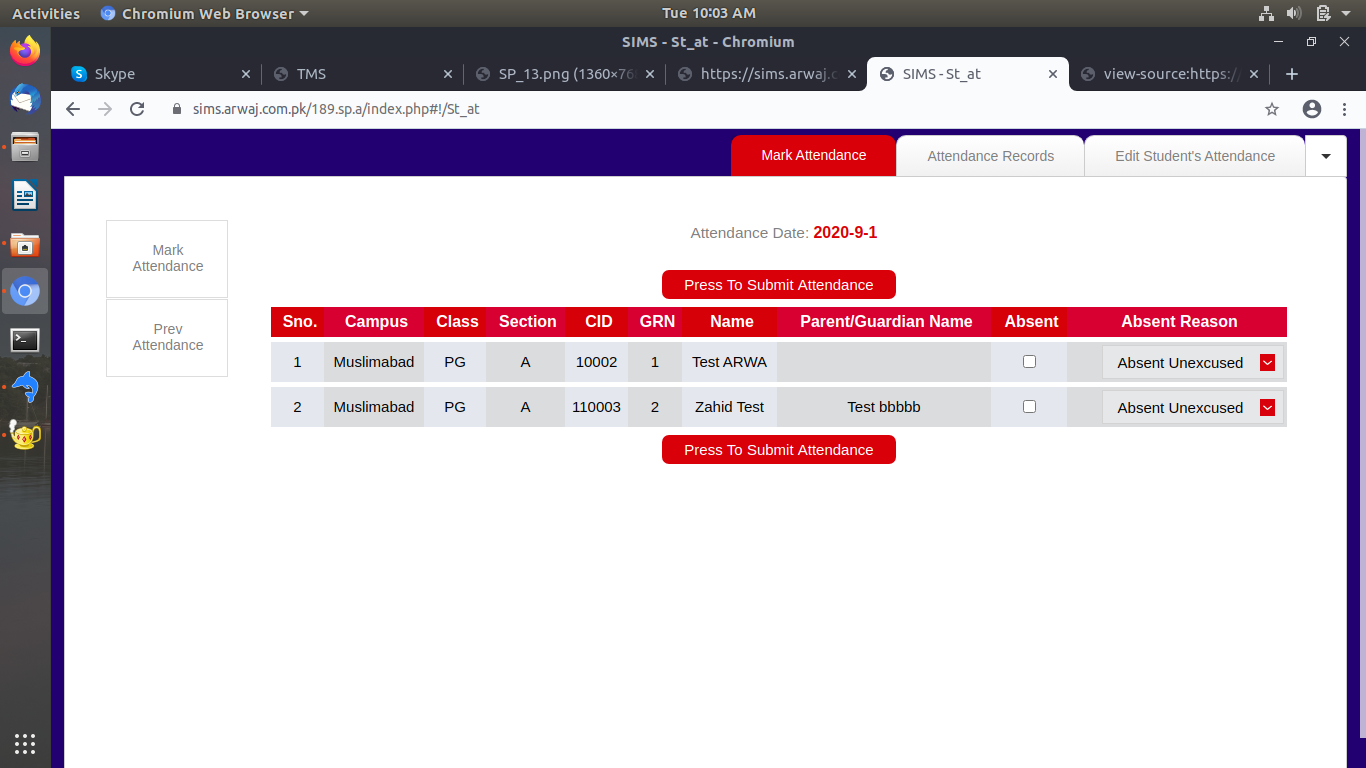 Activities Chromium Web Browser Tue 10:03 AM
SIMS - St_at - Chromium
Skype TMS SP_13.png (1360×76 https://sims.arwaj.c SIMS - St_at view-source:https:/
sims.arwaj.com.pk/189.sp.a/index.php#!/St_at
Mark Attendance Attendance Records Edit Student's Attendance
Mark
Attendance
Prev
Attendance
Attendance Date: 2020-9-1
Press To Submit Attendance
Sno. Campus Class Section CID GRN Name Parent/Guardian Name Absent Absent Reason
1 Muslimabad PG A 10002 1 Test ARWA Absent Unexcused
2 Muslimabad PG A 110003 2 Zahid Test Test bbbbb Absent Unexcused
Press To Submit Attendance